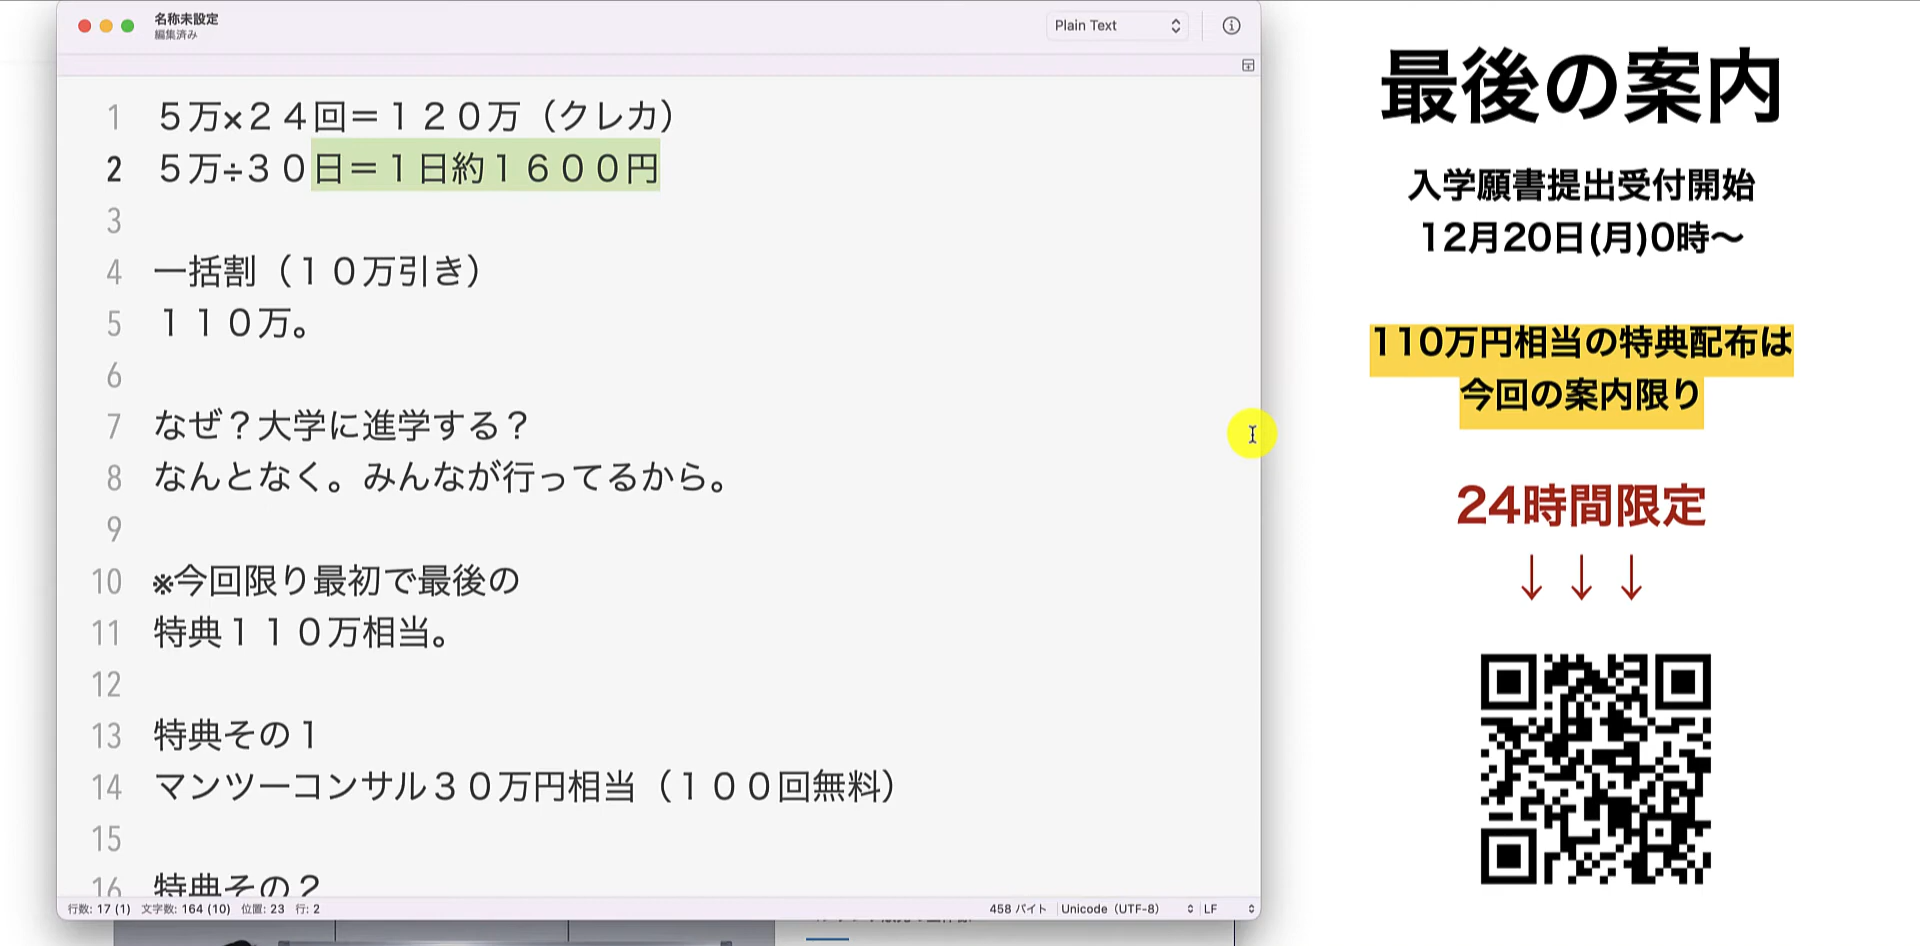 名称未設定
編集済み
Plain Text
1 ５万×２４回＝１２０万（クレカ）
2 ５万÷３０日＝１日約１６００円
3
4 一括割（１０万引き）
5 １１０万。
6
7 なぜ？大学に進学する？
8 なんとなく。みんなが行ってるから。
9
10 ※今回限り最初で最後の
11 特典１１０万相当。
12
13 特典その１
14 マンツーコンサル３０万円相当（１００回無料）
15
16 特典その２
行数: 17 (1) 文字数: 164 (10) 位置: 23 行: 2
458 バイト Unicode (UTF-8) LF
最後の案内
入学願書提出受付開始
12月20日(月)0時〜
110万円相当の特典配布は
今回の案内限り
24時間限定
↓ ↓ ↓